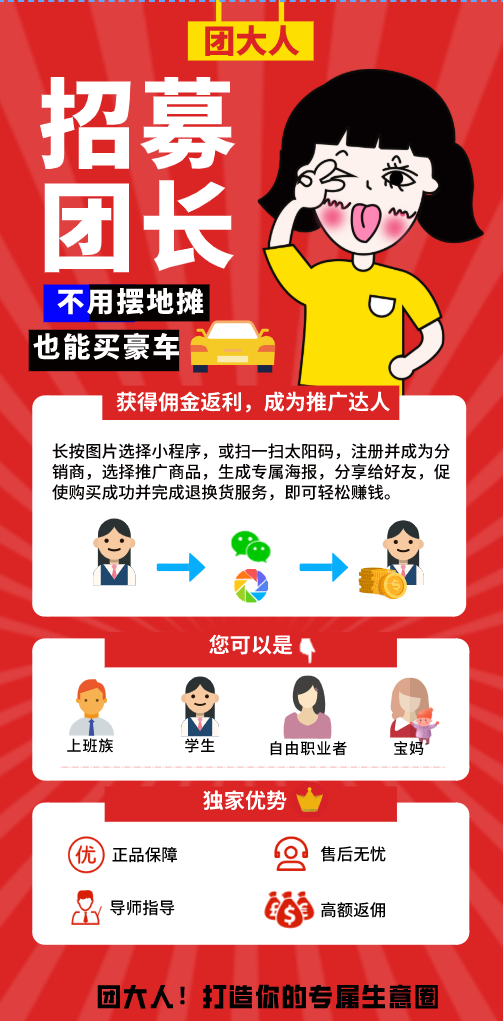 团大人
招募
团长
不用摆地摊
也能买豪车
获得佣金返利，成为推广达人
长按图片选择小程序，或扫一扫太阳码，注册并成为分
销商，选择推广商品，生成专属海报，分享给好友，促
使购买成功并完成退换货服务，即可轻松赚钱。
您可以是
上班族 学生 自由职业者 宝妈
独家优势
优 正品保障 售后无忧
导师指导 高额返佣
团大人！打造你的专属生意圈